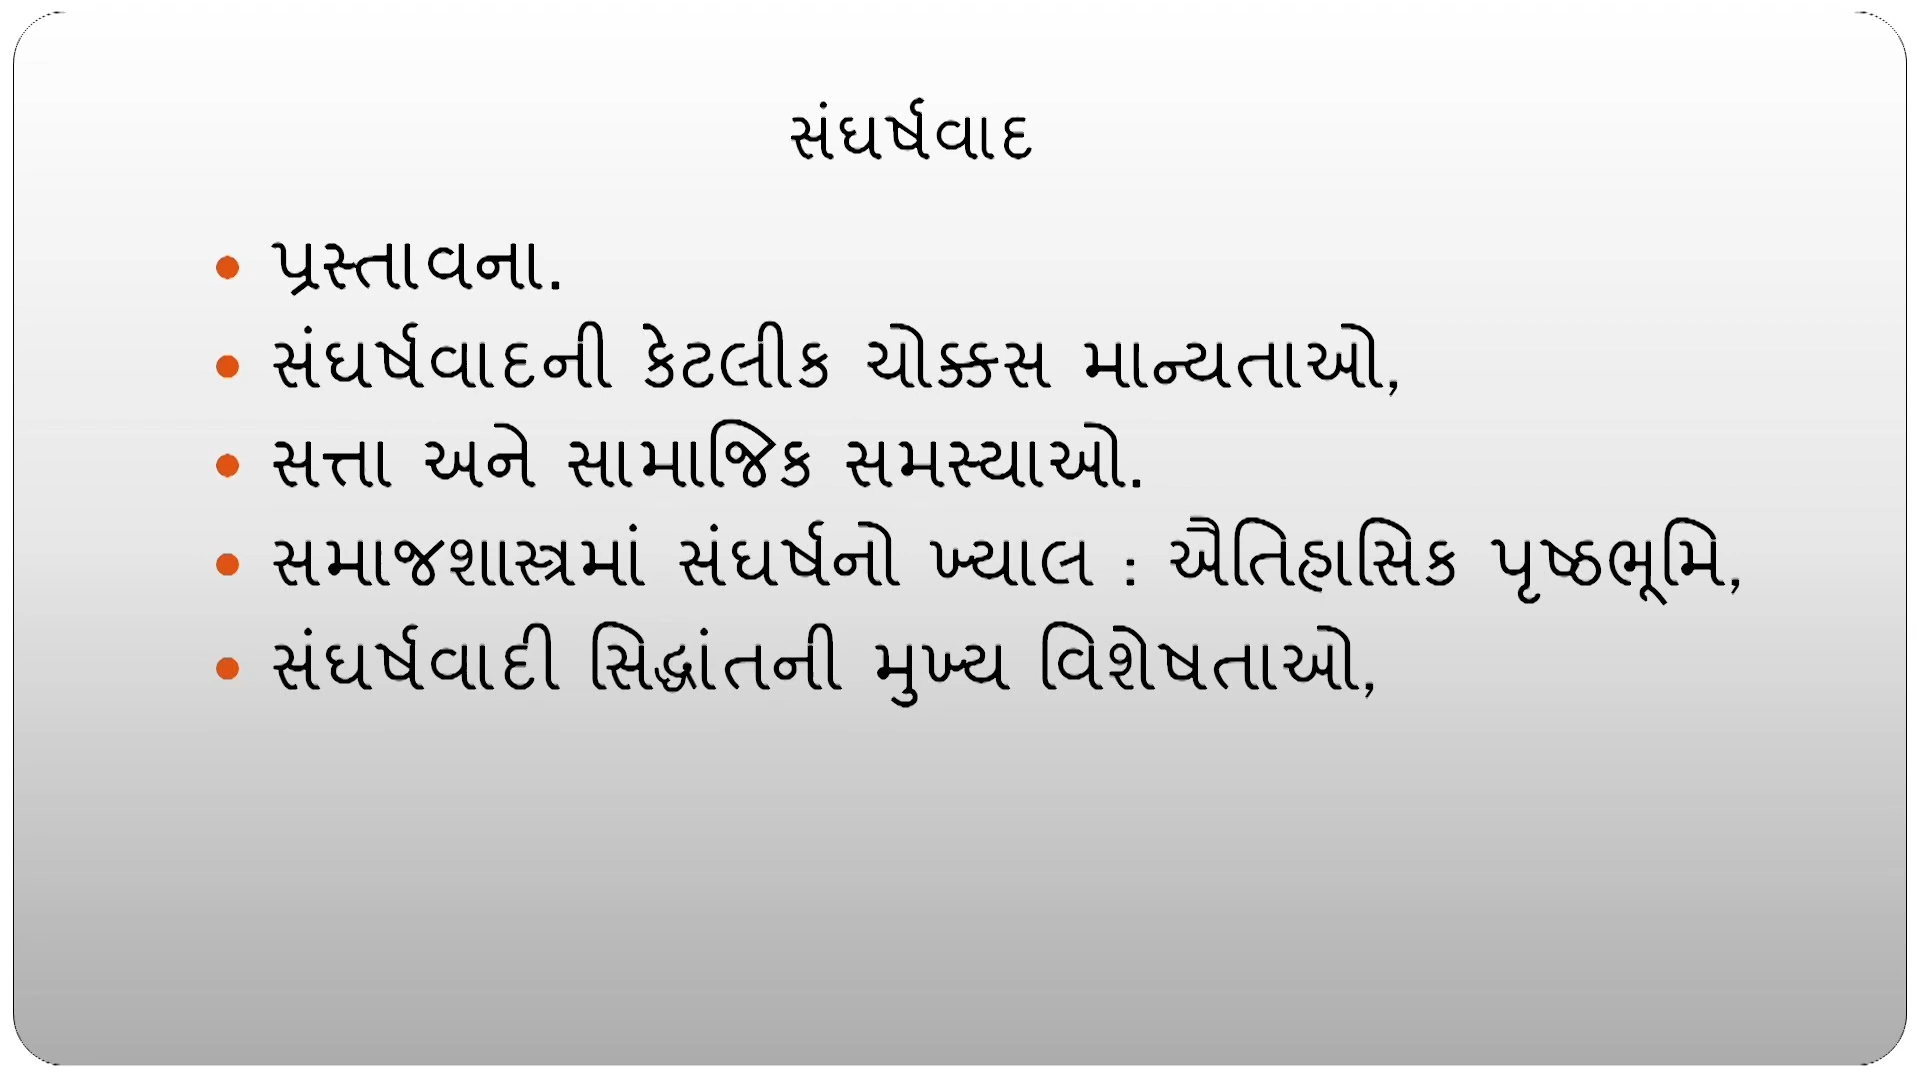 સંઘર્ષવાદ
પ્રસ્તાવના.
સંઘર્ષવાદની કેટલીક ચોક્કસ માન્યતાઓ,
સત્તા અને સામાજિક સમસ્યાઓ.
સમાજશાસ્ત્રમાં સંઘર્ષનો ખ્યાલ : ઐતિહાસિક પૃષ્ઠભૂમિ,
સંઘર્ષવાદી સિદ્ધાંતની મુખ્ય વિશેષતાઓ,